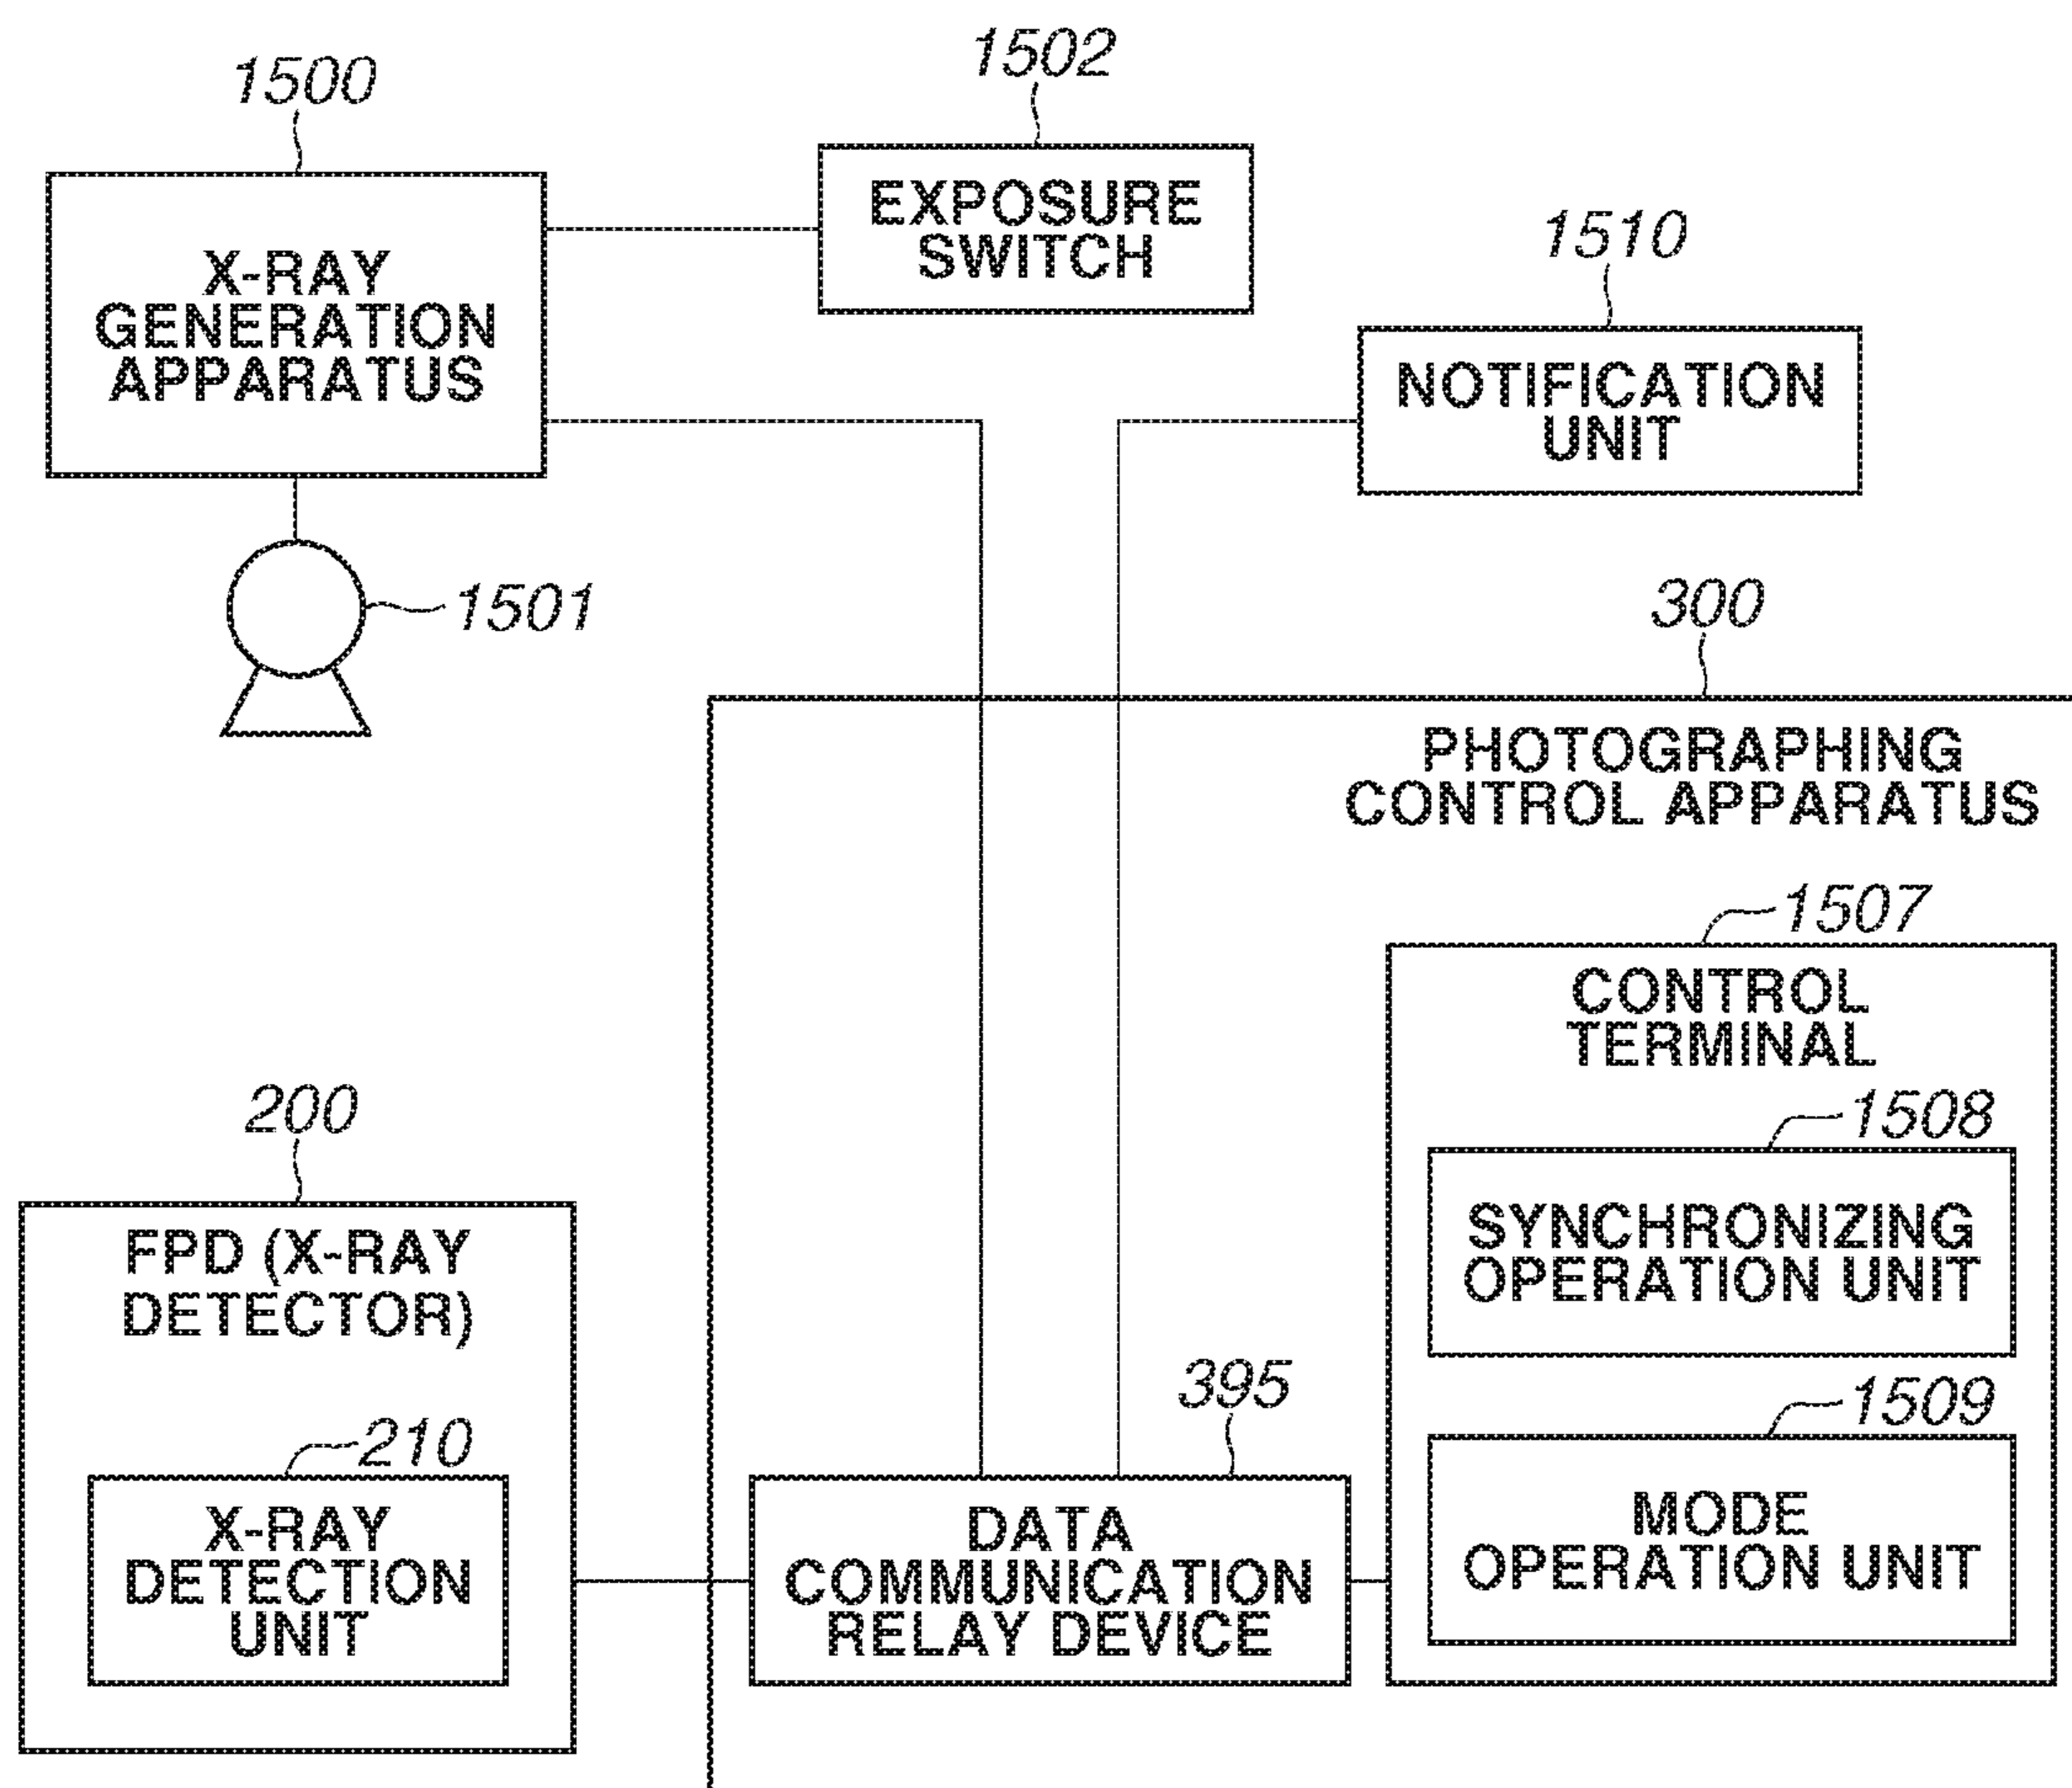 1500
X-RAY
GENERATION
APPARATUS
1502
EXPOSURE
SWITCH
1510
NOTIFICATION
UNIT
1501
300
PHOTOGRAPHING
CONTROL APPARATUS
1507
CONTROL
TERMINAL
1508
SYNCHRONIZING
OPERATION UNIT
1509
MODE
OPERATION UNIT
200
FPD (X-RAY
DETECTOR)
210
X-RAY
DETECTION
UNIT
395
DATA
COMMUNICATION
RELAY DEVICE